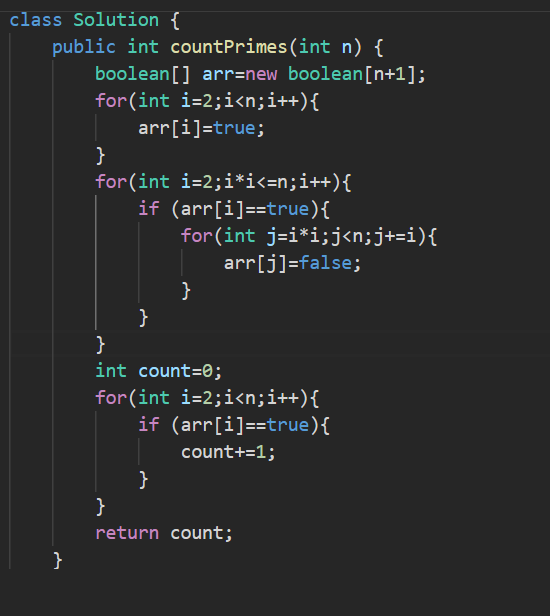 class Solution {
    public int countPrimes(int n) {
        boolean[] arr=new boolean[n+1];
        for(int i=2;i<n;i++){
            arr[i]=true;
        }
        for(int i=2;i*i<=n;i++){
            if (arr[i]==true){
                for(int j=i*i;j<n;j+=i){
                    arr[j]=false;
                }
            }
        }
        int count=0;
        for(int i=2;i<n;i++){
            if (arr[i]==true){
                count+=1;
            }
        }
        return count;
    }